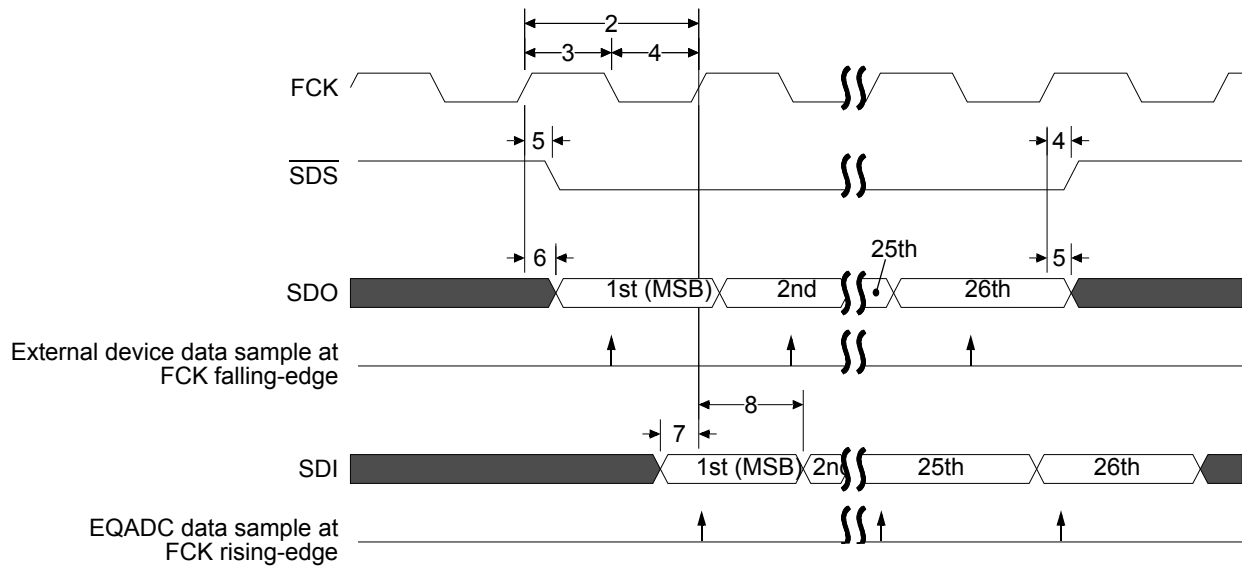 2
3 4
FCK
5 4
SDS
6 25th 5
SDO 1st (MSB) 2nd 26th
External device data sample at
FCK falling-edge
8
7
SDI 1st (MSB) 2nd 25th 26th
EQADC data sample at
FCK rising-edge